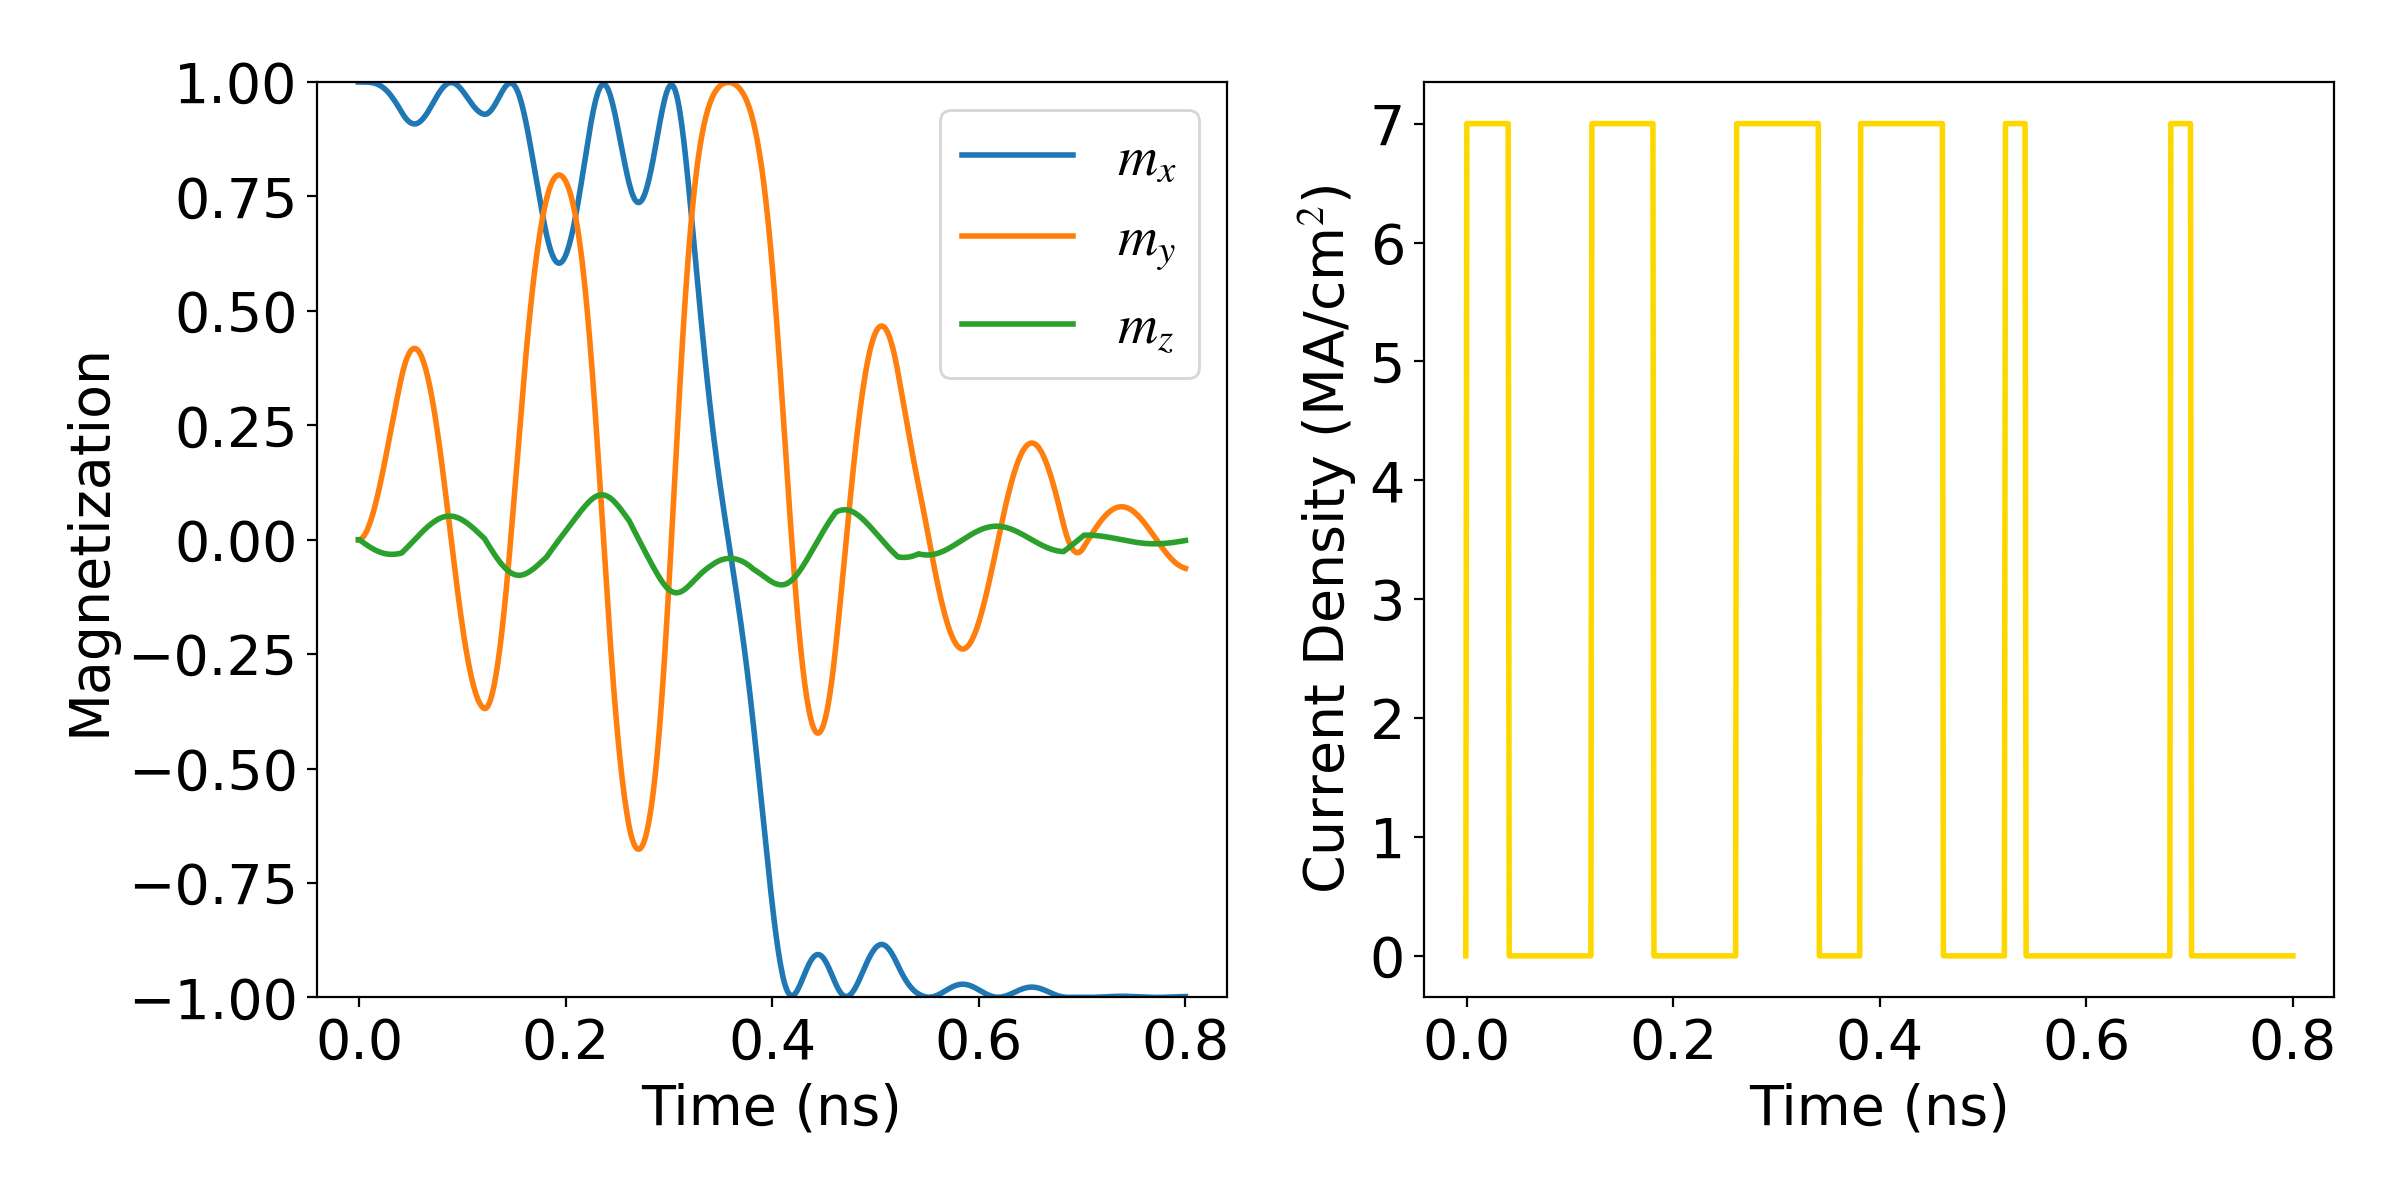 1.00
0.75
0.50
0.25
0.00
−0.25
−0.50
−0.75
−1.00
Magnetization
0.0 0.2 0.4 0.6 0.8
Time (ns)
m_x
m_y
m_z
7
6
5
4
3
2
1
0
Current Density (MA/cm²)
0.0 0.2 0.4 0.6 0.8
Time (ns)